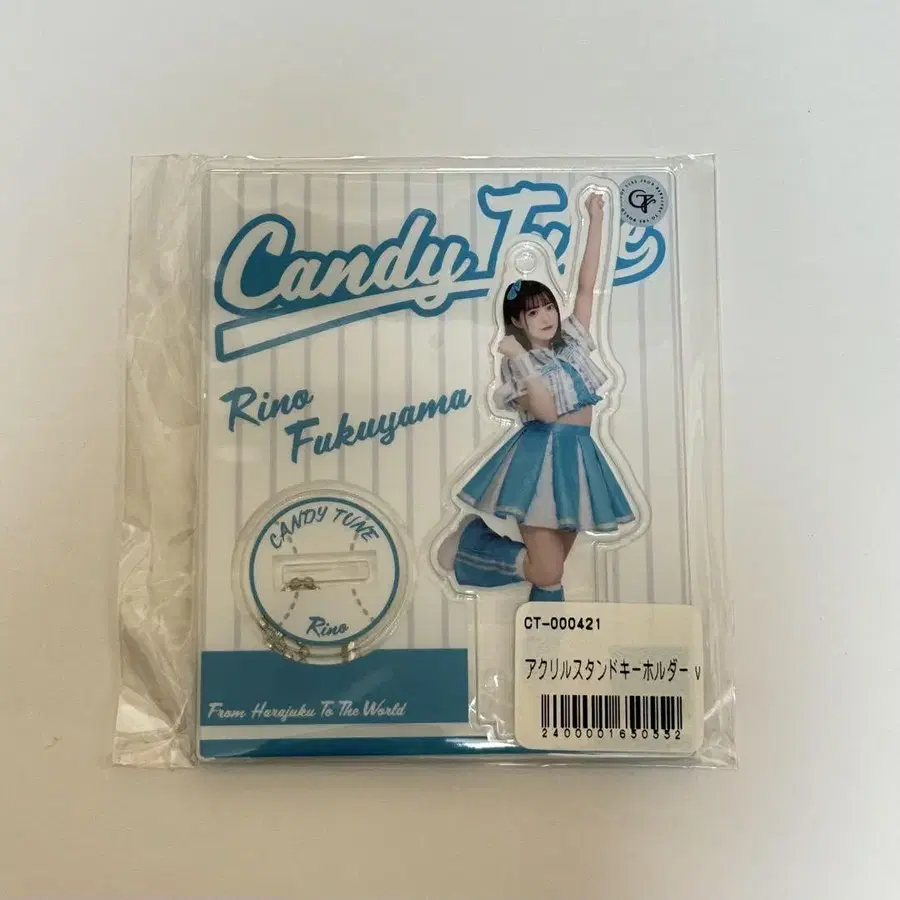 Candy Tune
Rino
Fukuyama
CANDY TUNE
Rino
From Harajuku To The World
CT-000421
アクリルスタンドキーホルダー v
2400001650552